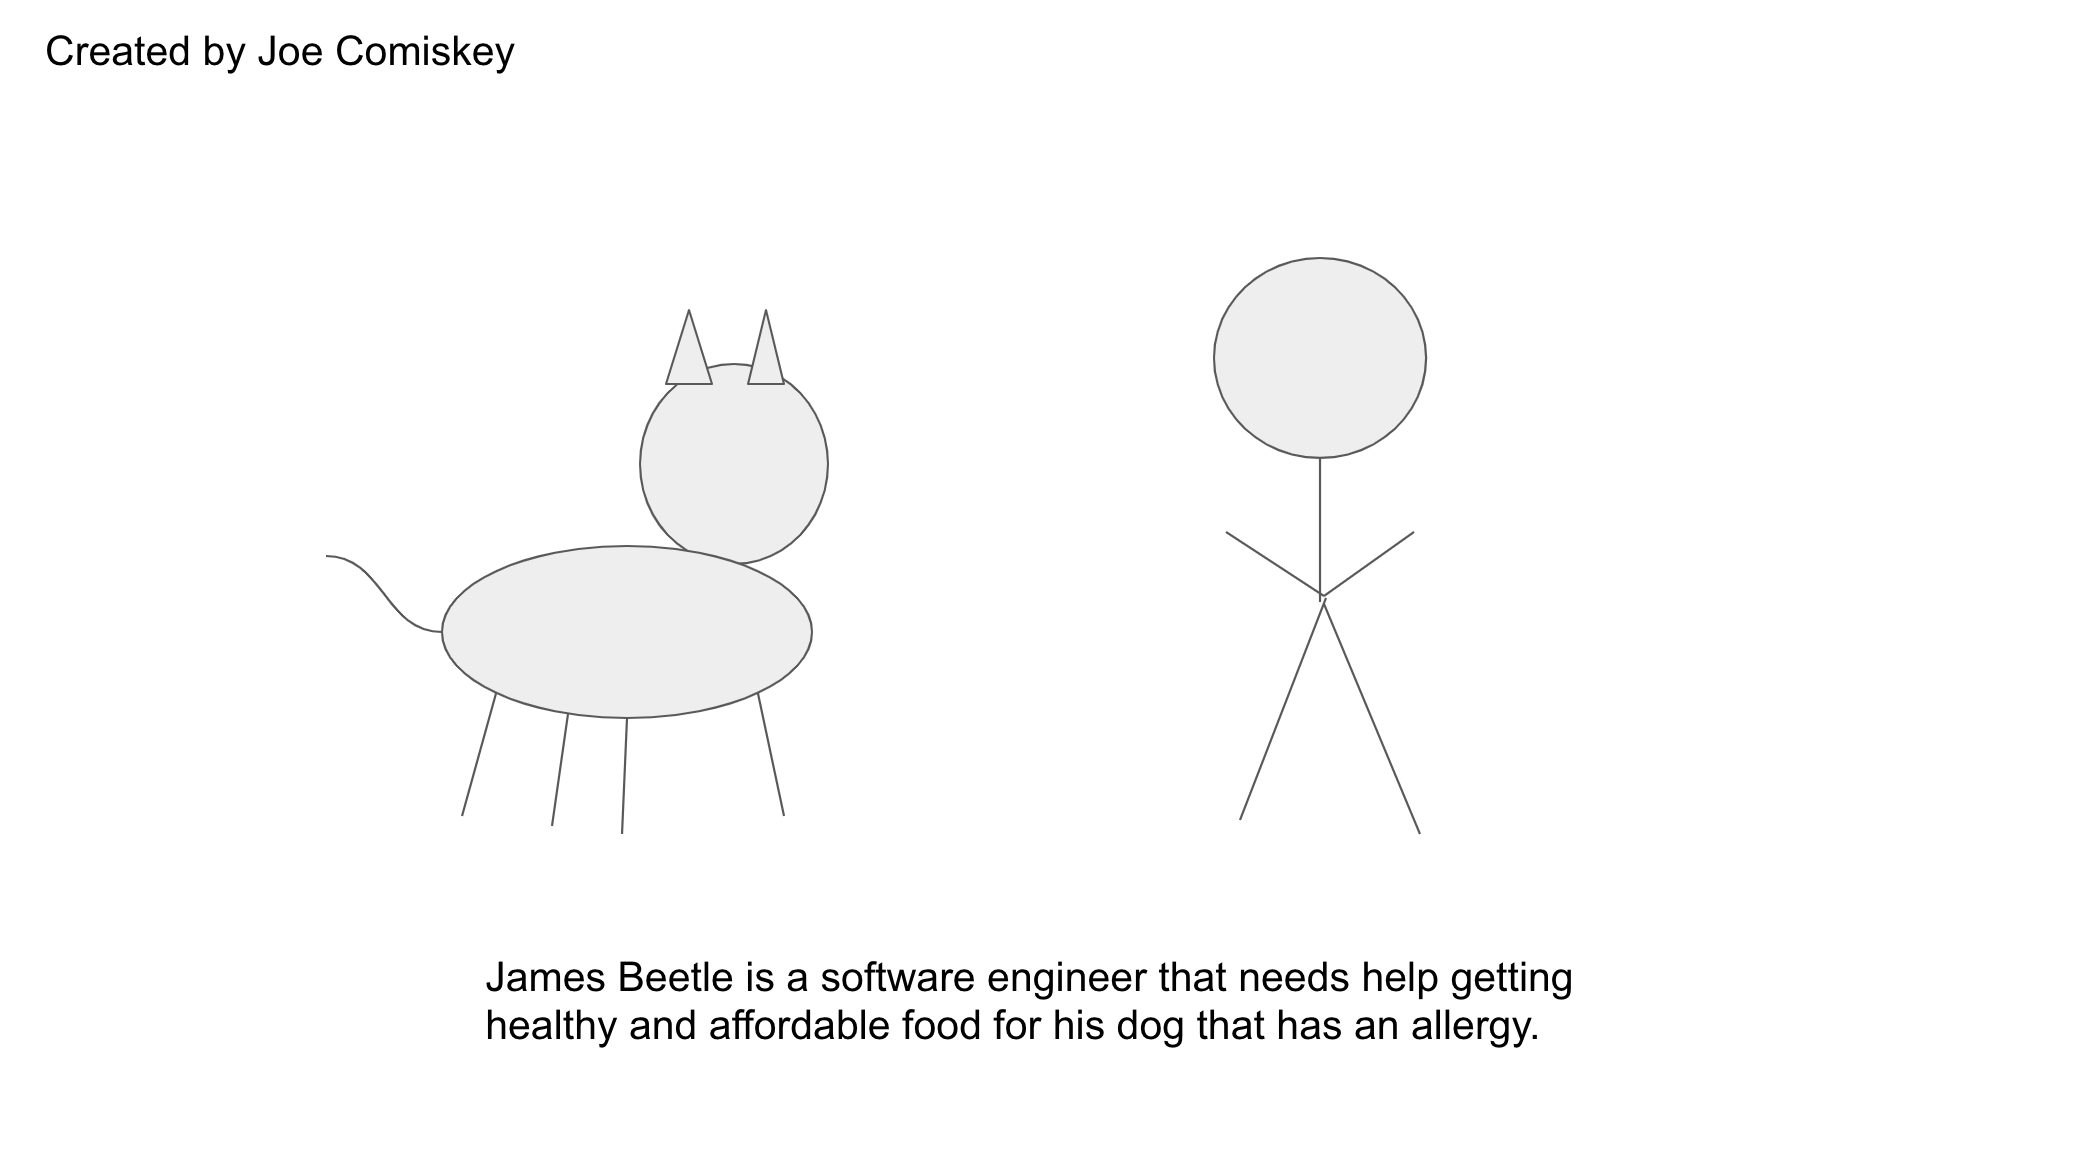 Created by Joe Comiskey
James Beetle is a software engineer that needs help getting
healthy and affordable food for his dog that has an allergy.